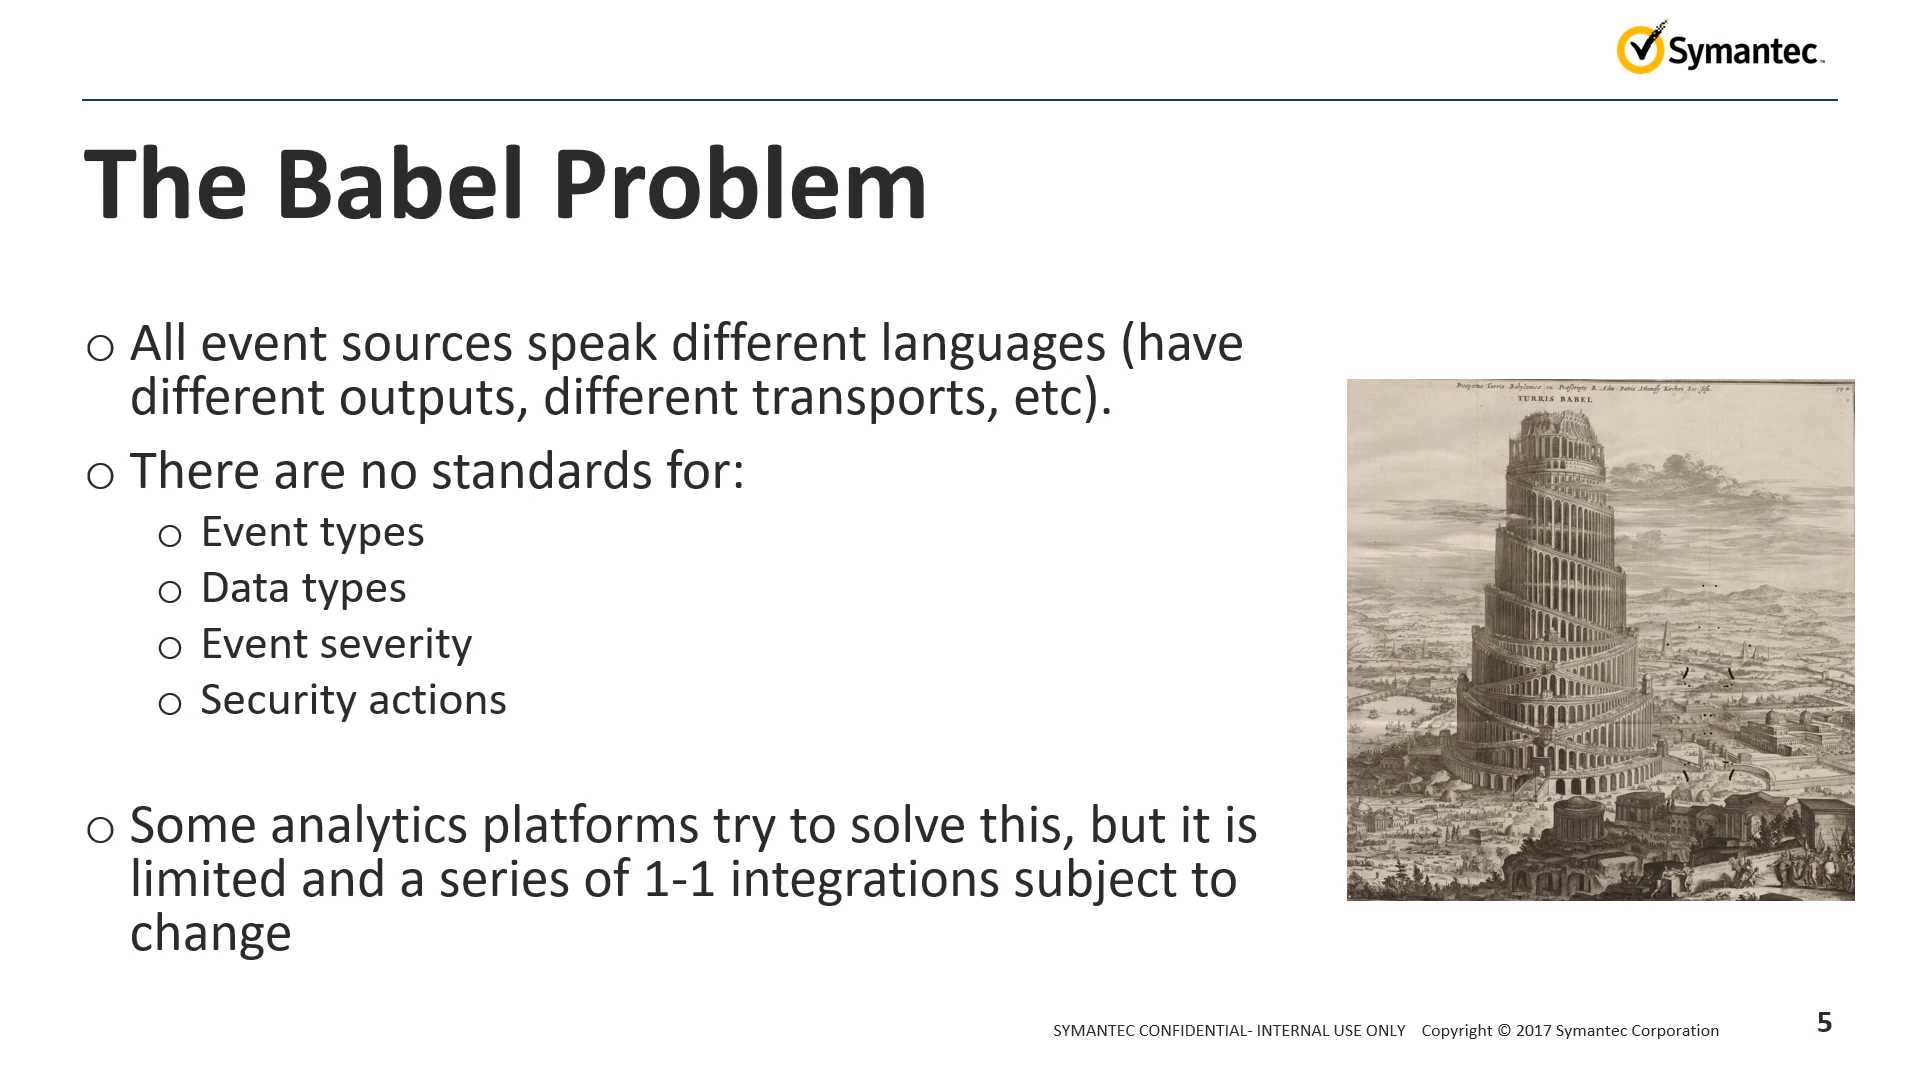 Symantec
The Babel Problem
o All event sources speak different languages (have
different outputs, different transports, etc).
o There are no standards for:
o Event types
o Data types
o Event severity
o Security actions
o Some analytics platforms try to solve this, but it is
limited and a series of 1-1 integrations subject to
change
TURRIS BABEL
SYMANTEC CONFIDENTIAL- INTERNAL USE ONLY Copyright © 2017 Symantec Corporation
5